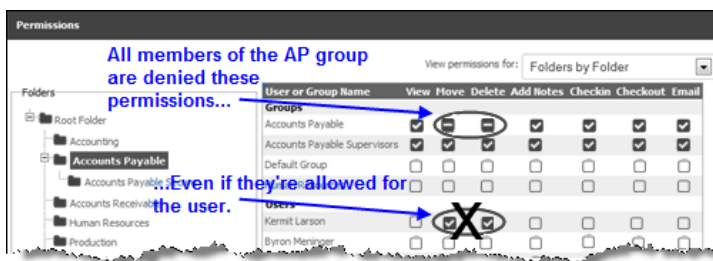 Permissions
All members of the AP group
are denied these
permissions...
View permissions for: Folders by Folder
Folders
User or Group Name View Move Delete Add Notes Checkin Checkout Email
Groups
Root Folder
Accounts Payable
Accounting
Accounts Payable Supervisors
Accounts Payable
Default Group
Accounts Payable
...Even if they're allowed for
the user.
Accounts Receivable
Users
Human Resources
Kermit Larson
X
Production
Byron Meninger